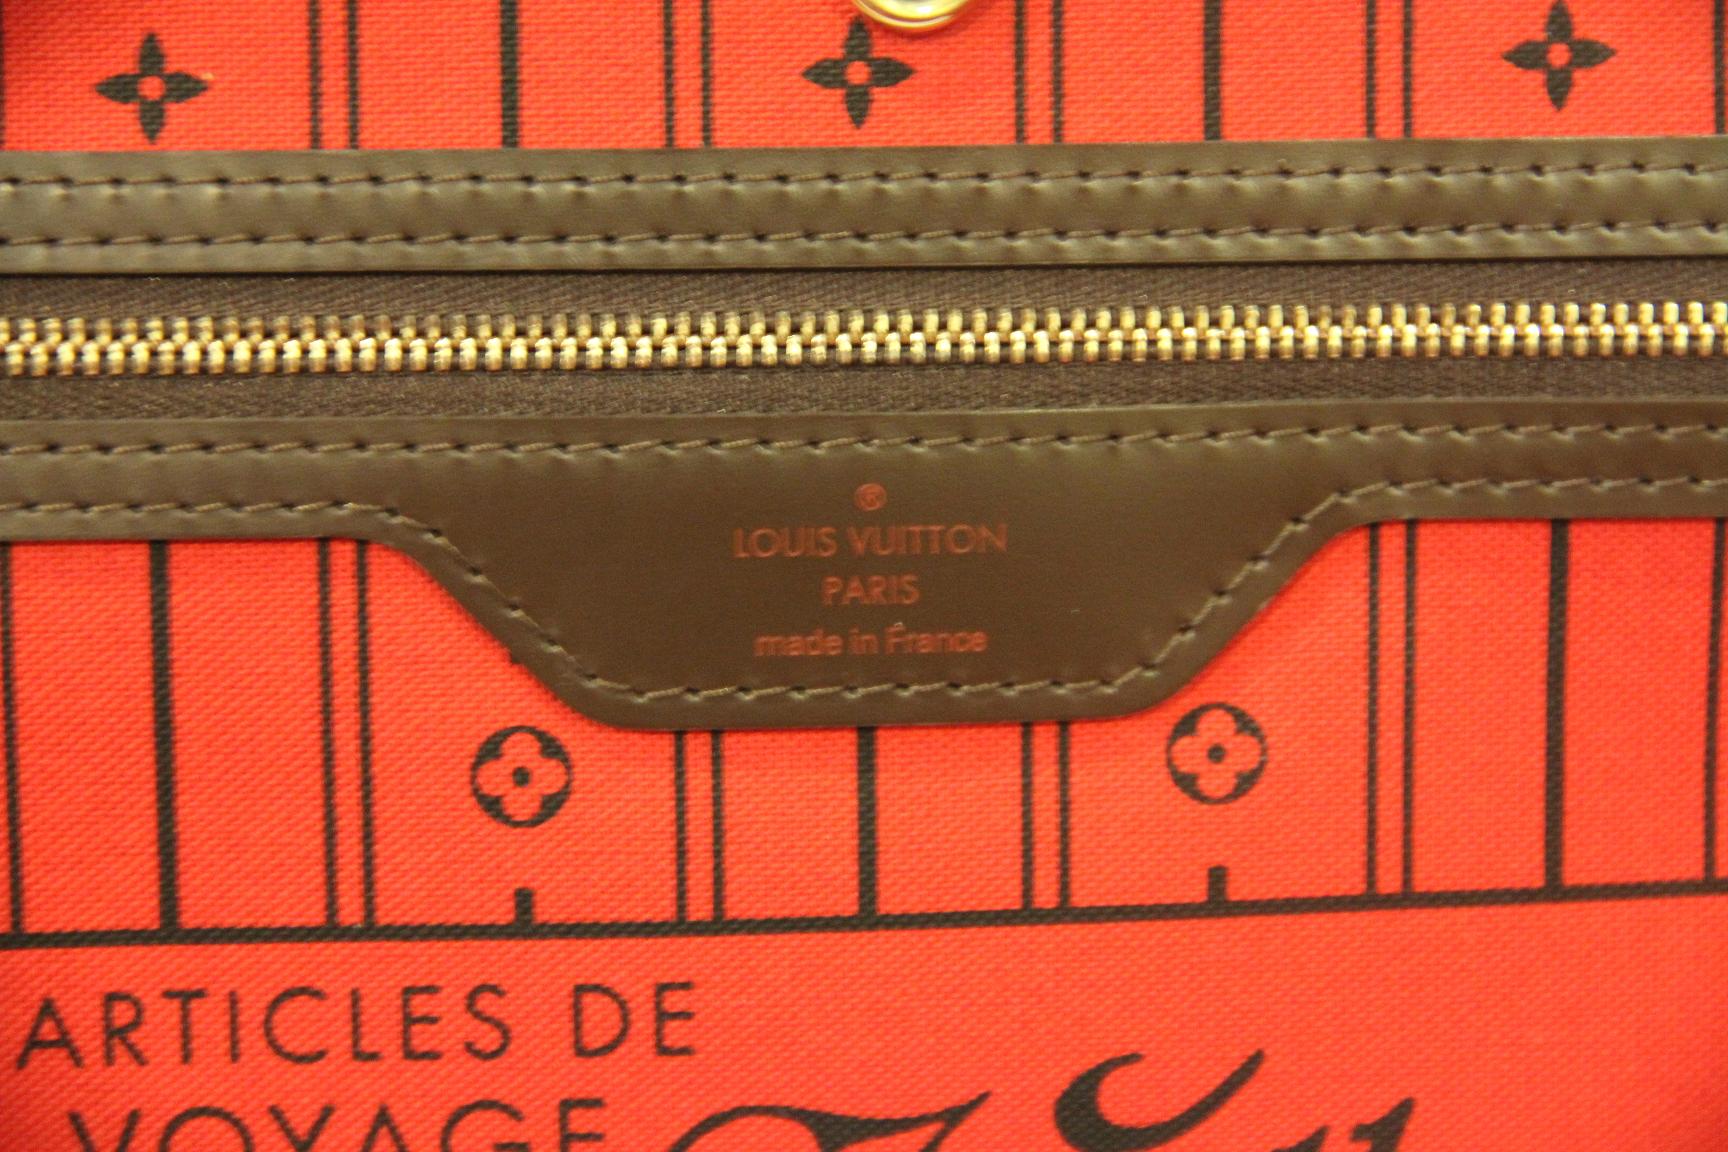 ®
LOUIS VUITTON
PARIS
made in France
ARTICLES DE
VOYAGE